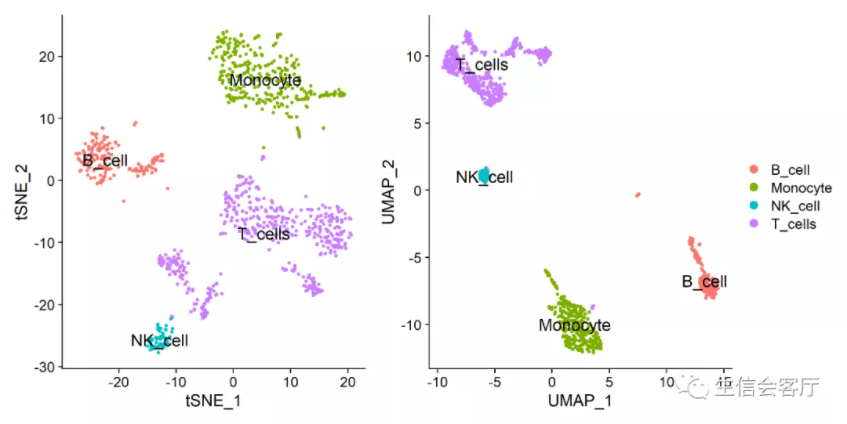 20
10
0
-10
-20
-30
tSNE_2
-20
-10
0
10
20
tSNE_1
Monocyte
B_cell
T_cells
NK_cell
10
5
0
-5
-10
UMAP_2
-10
-5
0
5
10
15
UMAP_1
T_cells
NK_cell
B_cell
Monocyte
B_cell
Monocyte
NK_cell
T_cells
生信会客厅